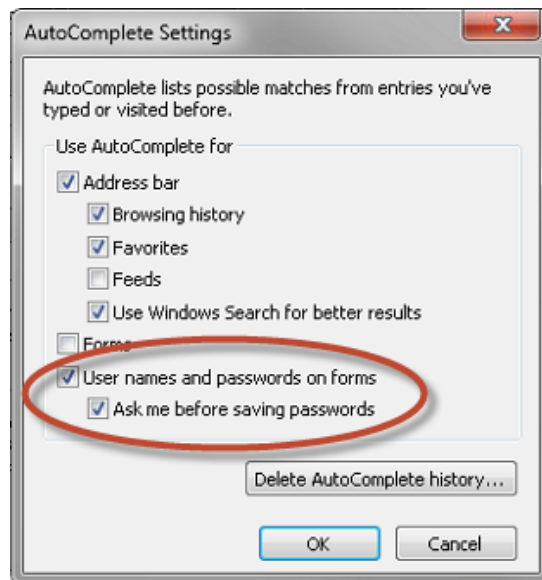 AutoComplete Settings
AutoComplete lists possible matches from entries you've
typed or visited before.
Use AutoComplete for
Address bar
Browsing history
Favorites
Feeds
Use Windows Search for better results
Forms
User names and passwords on forms
Ask me before saving passwords
Delete AutoComplete history...
OK
Cancel